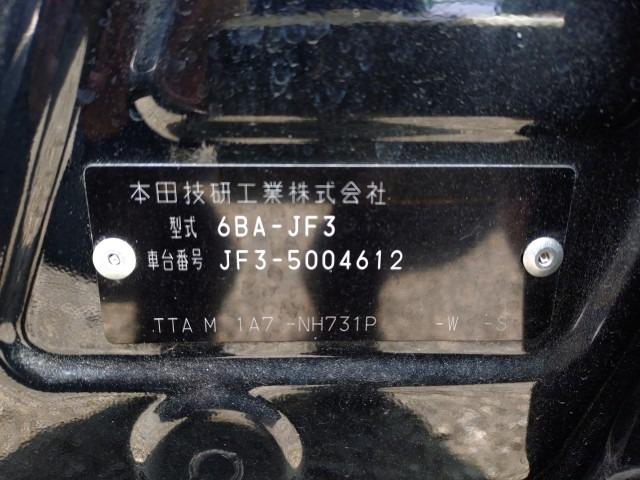 本田技研工業株式会社
型式 6BA-JF3
車台番号 JF3-5004612
TTA M 1A7 -NH731P -W -S